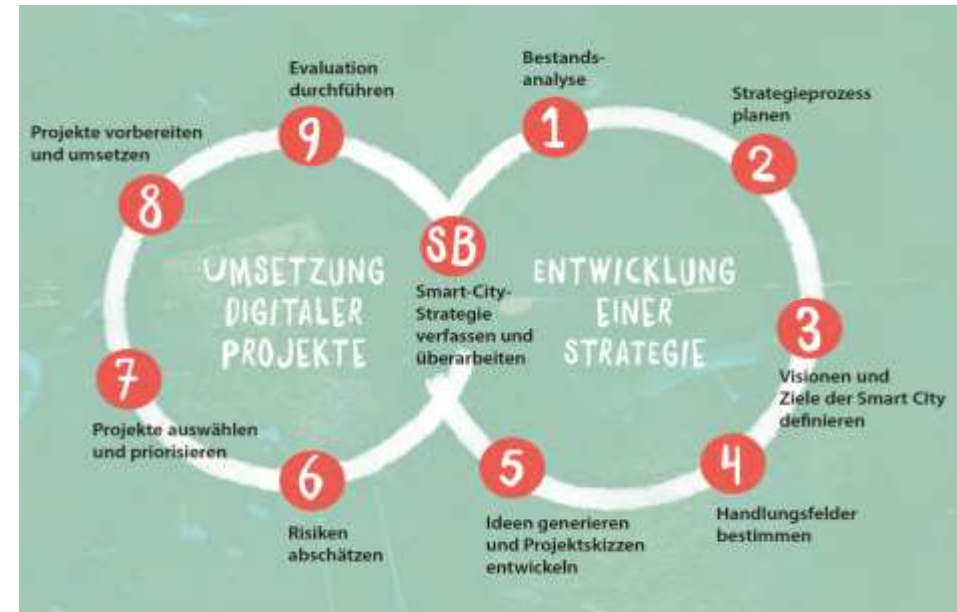 1
Bestands-
analyse
2
Strategieprozess
planen
3
Visionen und
Ziele der Smart City
definieren
4
Handlungsfelder
bestimmen
5
Ideen generieren
und Projektskizzen
entwickeln
SB
Smart-City-
Strategie
verfassen und
überarbeiten
6
Risiken
abschätzen
7
Projekte auswählen
und priorisieren
8
Projekte vorbereiten
und umsetzen
9
Evaluation
durchführen
UMSETZUNG
DIGITALER
PROJEKTE
ENTWICKLUNG
EINER
STRATEGIE